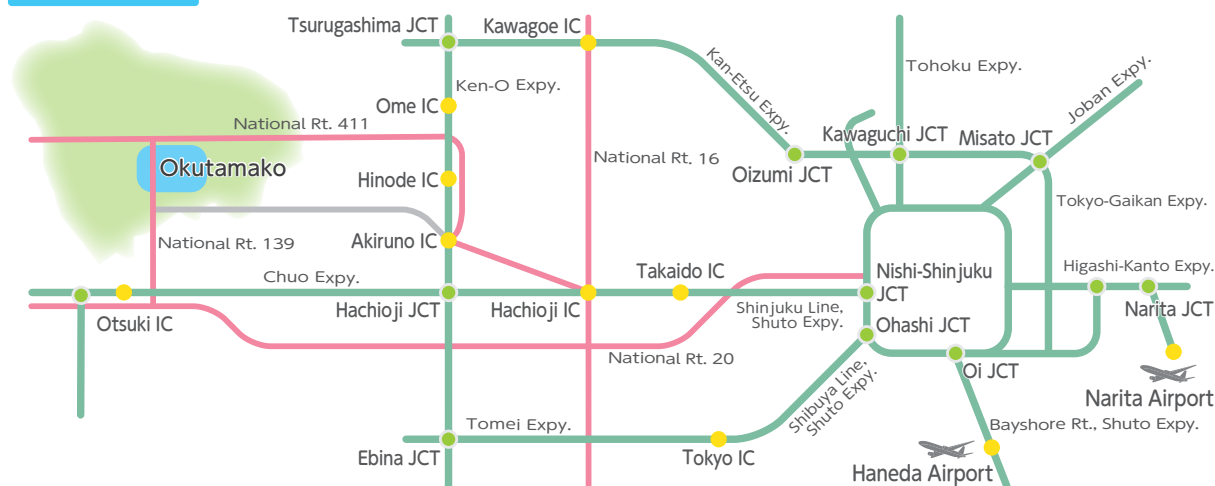 Tsurugashima JCT
Kawagoe IC
Ken-O Expy.
Kan-Etsu Expy.
Tohoku Expy.
Joban Expy.
Ome IC
National Rt. 411
Kawaguchi JCT
Misato JCT
Okutamako
Hinode IC
National Rt. 16
Oizumi JCT
Tokyo-Gaikan Expy.
National Rt. 139
Akiruno IC
Chuo Expy.
Takaido IC
Nishi-Shinjuku
JCT
Higashi-Kanto Expy.
Otsuki IC
Hachioji JCT
Hachioji IC
Shinjuku Line,
Shuto Expy.
Ohashi JCT
Narita JCT
National Rt. 20
Oi JCT
Shibuya Line,
Shuto Expy.
Narita Airport
Tomei Expy.
Bayshore Rt., Shuto Expy.
Ebina JCT
Tokyo IC
Haneda Airport